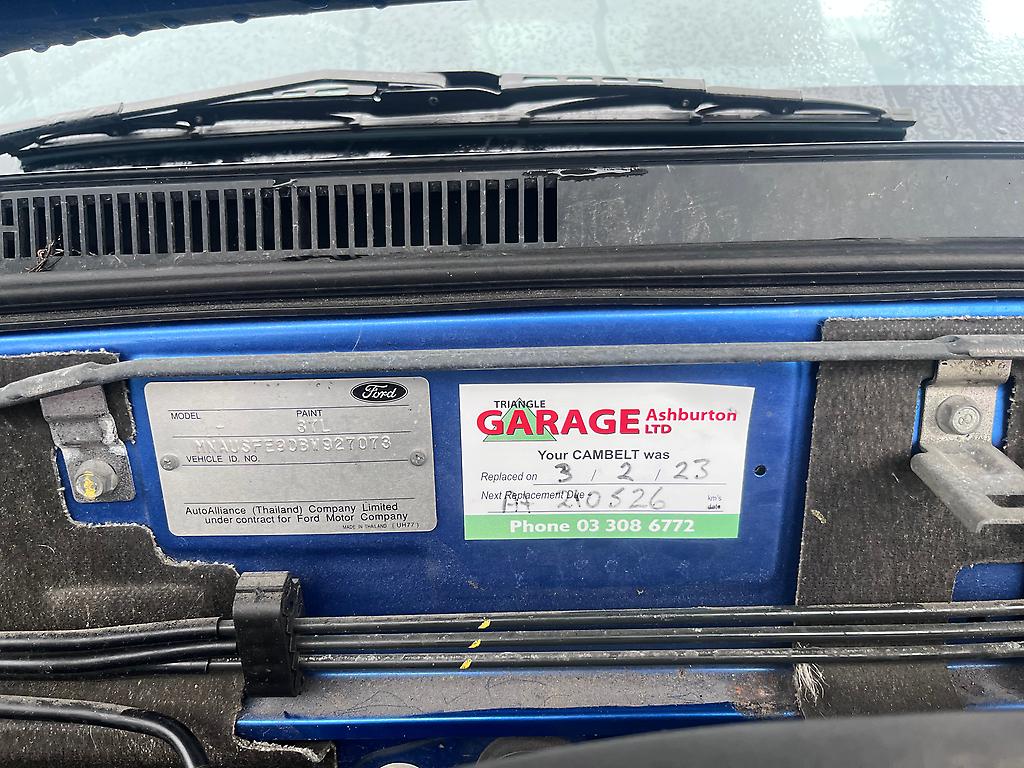 Ford
MODEL PAINT
37L
VEHICLE ID. NO.
AutoAlliance (Thailand) Company Limited
under contract for Ford Motor Company
MADE IN THAILAND (UH77)
TRIANGLE
GARAGE Ashburton
LTD
Your CAMBELT was
Replaced on 3 / 2 / 23
Next Replacement Due -
km's
210526
date
Phone 03 308 6772